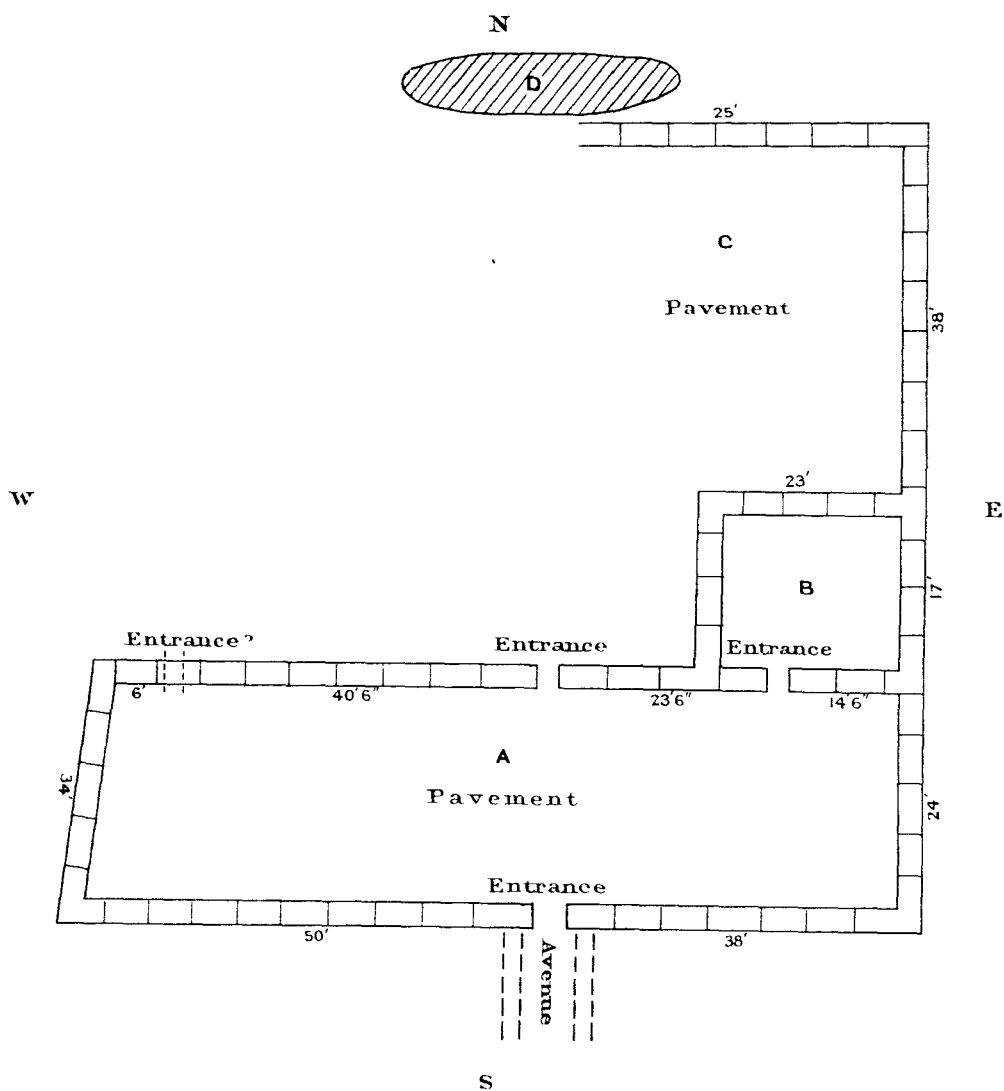 N
D
25'
C
Pavement
38'
W
E
23'
B
17'
Entrance?
Entrance
Entrance
6'
40'6"
23'6"
14'6"
A
Pavement
34'
24'
Entrance
50'
38'
Avenue
S